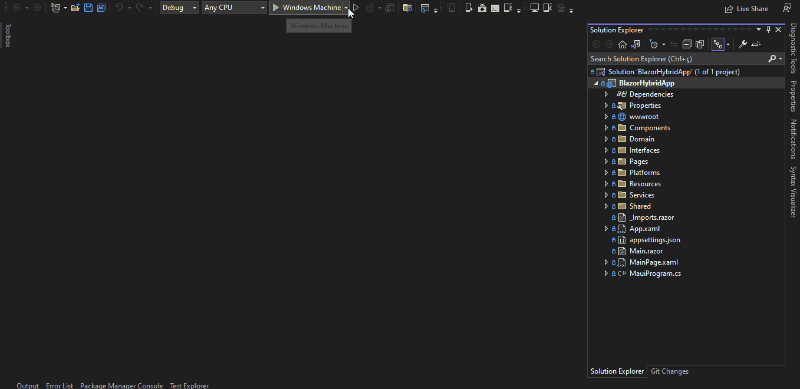 Debug
Any CPU
Windows Machine
Live Share
Windows Machine
Toolbox
Solution Explorer
Search Solution Explorer (Ctrl+ç)
Solution 'BlazorHybridApp' (1 of 1 project)
BlazorHybridApp
Dependencies
Properties
wwwroot
Components
Domain
Interfaces
Pages
Platforms
Resources
Services
Shared
_Imports.razor
App.xaml
appsettings.json
Main.razor
MainPage.xaml
C# MauiProgram.cs
Solution Explorer Git Changes
Diagnostic Tools
Properties
Notifications
Syntax Visualizer
Output Error List Package Manager Console Test Explorer